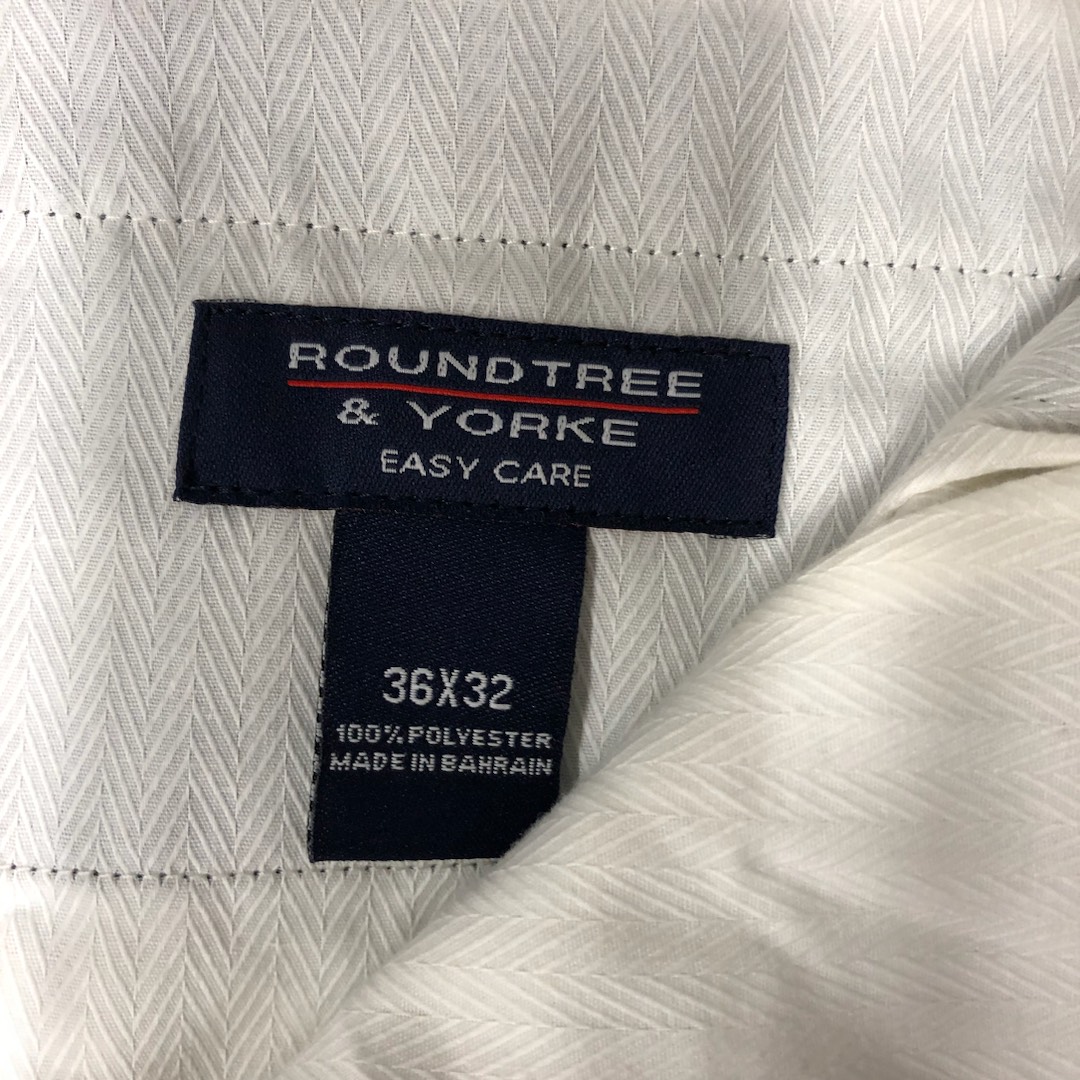 ROUNDTREE
& YORKE
EASY CARE
36X32
100% POLYESTER
MADE IN BAHRAIN